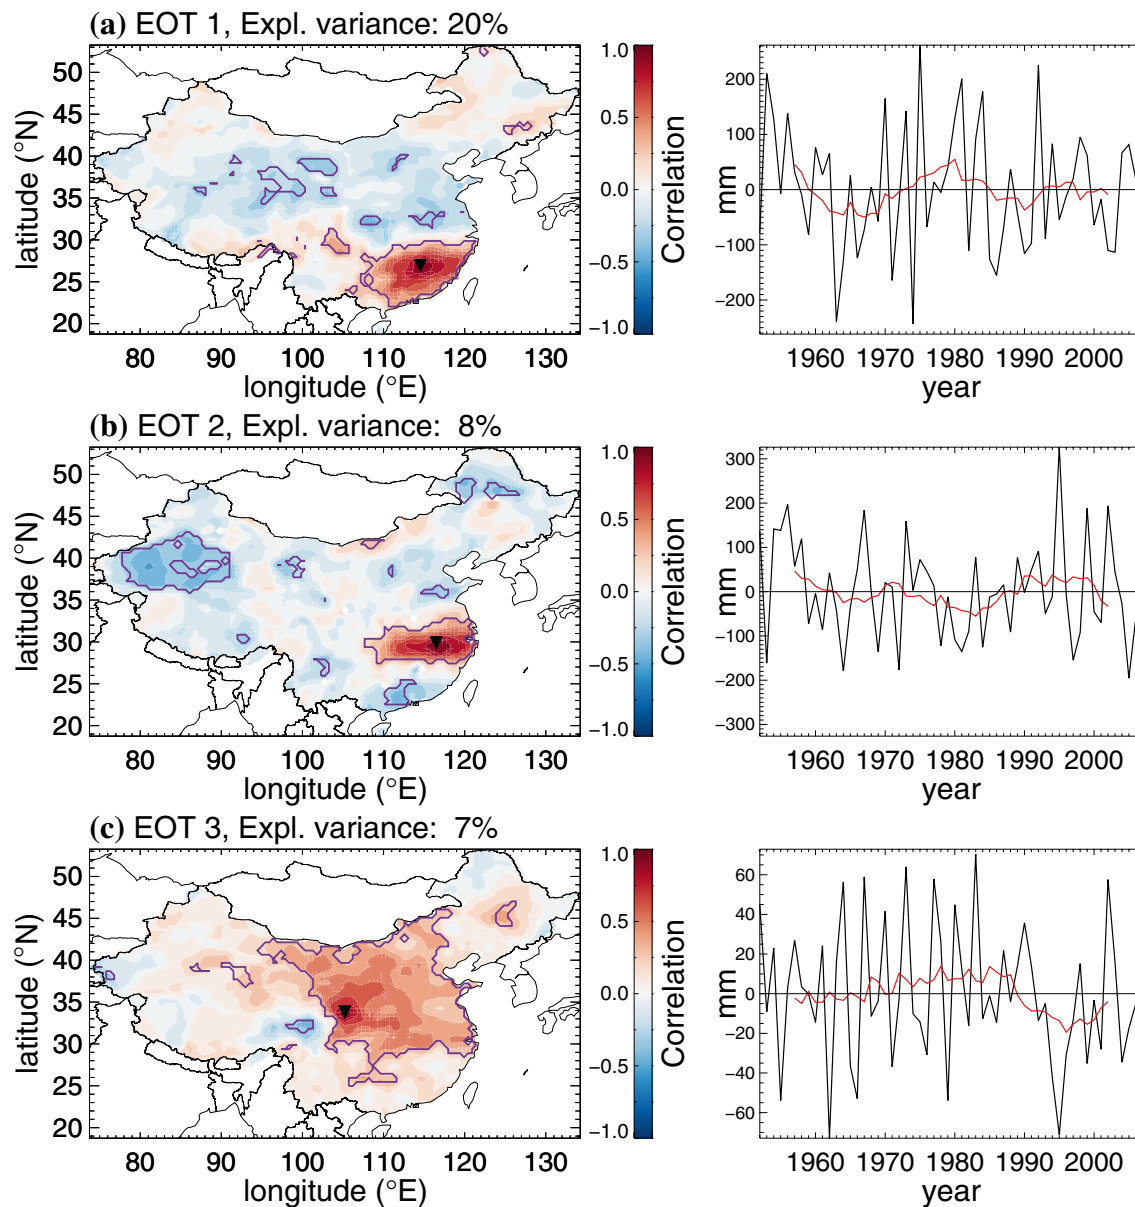 (a) EOT 1, Expl. variance: 20%
50
45
40
35
30
25
20
latitude (°N)
80 90 100 110 120 130
longitude (°E)
1.0
0.5
0.0
−0.5
−1.0
Correlation
200
100
0
−100
−200
mm
1960 1970 1980 1990 2000
year
(b) EOT 2, Expl. variance: 8%
50
45
40
35
30
25
20
latitude (°N)
80 90 100 110 120 130
longitude (°E)
1.0
0.5
0.0
−0.5
−1.0
Correlation
300
200
100
0
−100
−200
−300
mm
1960 1970 1980 1990 2000
year
(c) EOT 3, Expl. variance: 7%
50
45
40
35
30
25
20
latitude (°N)
80 90 100 110 120 130
longitude (°E)
1.0
0.5
0.0
−0.5
−1.0
Correlation
60
40
20
0
−20
−40
−60
mm
1960 1970 1980 1990 2000
year